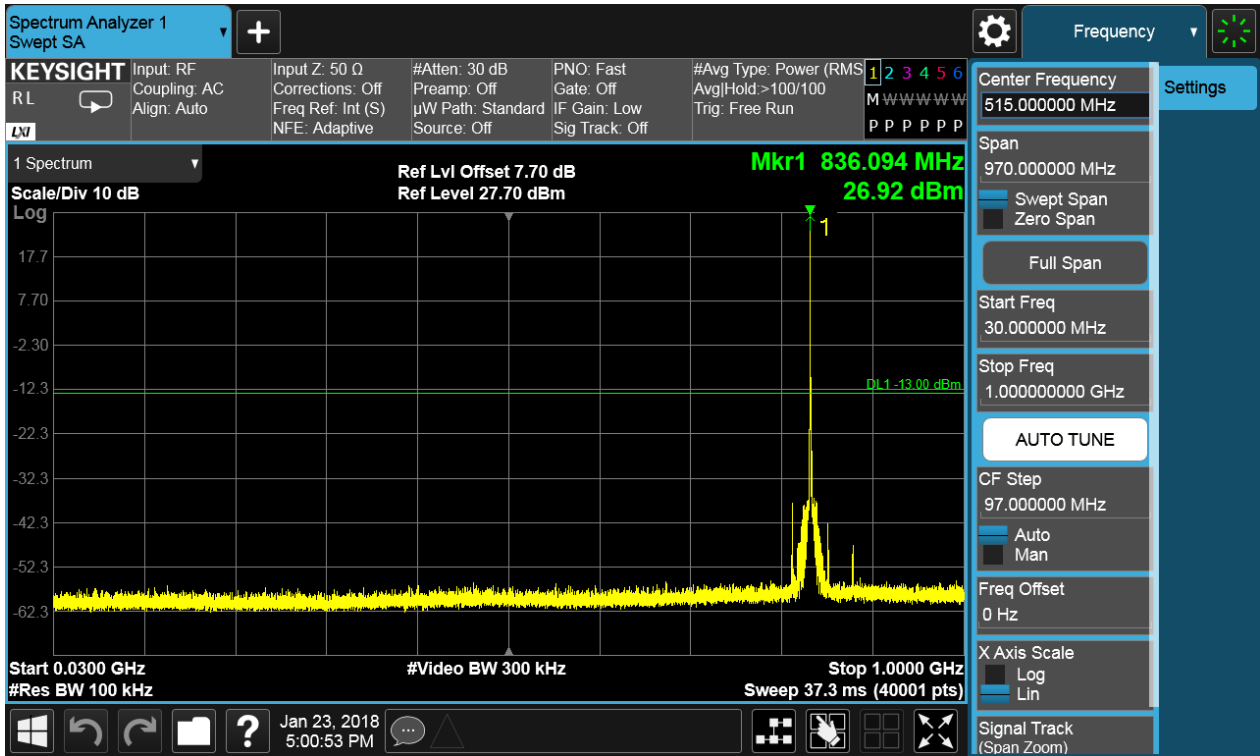 Spectrum Analyzer 1
Swept SA
+
Frequency
KEYSIGHT
RL
LXI
Input: RF
Coupling: AC
Align: Auto
Input Z: 50 Ω
Corrections: Off
Freq Ref: Int (S)
NFE: Adaptive
#Atten: 30 dB
Preamp: Off
µW Path: Standard
Source: Off
PNO: Fast
Gate: Off
IF Gain: Low
Sig Track: Off
#Avg Type: Power (RMS
Avg|Hold:>100/100
Trig: Free Run
1 2 3 4 5 6
M W W W W W
P P P P P P
1 Spectrum
Scale/Div 10 dB
Ref Lvl Offset 7.70 dB
Ref Level 27.70 dBm
Mkr1 836.094 MHz
26.92 dBm
Log
1
17.7
7.70
-2.30
-12.3
DL1 -13.00 dBm
-22.3
-32.3
-42.3
-52.3
-62.3
Start 0.0300 GHz
#Video BW 300 kHz
Stop 1.0000 GHz
#Res BW 100 kHz
Sweep 37.3 ms (40001 pts)
Center Frequency
515.000000 MHz
Settings
Span
970.000000 MHz
Swept Span
Zero Span
Full Span
Start Freq
30.000000 MHz
Stop Freq
1.000000000 GHz
AUTO TUNE
CF Step
97.000000 MHz
Auto
Man
Freq Offset
0 Hz
X Axis Scale
Log
Lin
Signal Track
(Span Zoom)
?
Jan 23, 2018
5:00:53 PM